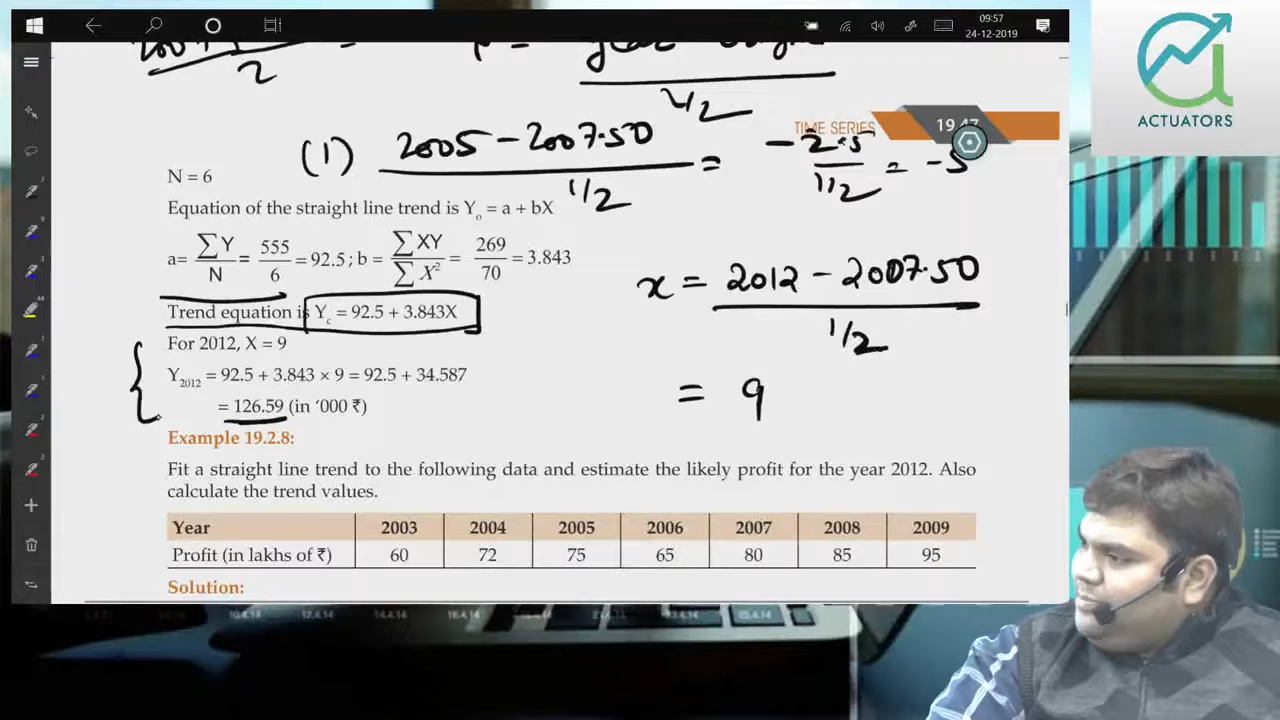 09:57
24-12-2019
ACTUATORS
2
1/2
TIME SERIES 19.47
(1) 2005 - 2007.50 = - 2.5 = -5
1/2 1/2
N = 6
Equation of the straight line trend is Yo = a + bX
a= ∑Y = 555 = 92.5 ; b = ∑XY = 269 = 3.843
N 6 ∑X² 70
x = 2012 - 2007.50
1/2
Trend equation is Yc = 92.5 + 3.843X
For 2012, X = 9
Y2012 = 92.5 + 3.843 × 9 = 92.5 + 34.587
= 9
= 126.59 (in ‘000 ₹)
Example 19.2.8:
Fit a straight line trend to the following data and estimate the likely profit for the year 2012. Also
calculate the trend values.
Year 2003 2004 2005 2006 2007 2008 2009
Profit (in lakhs of ₹) 60 72 75 65 80 85 95
Solution: